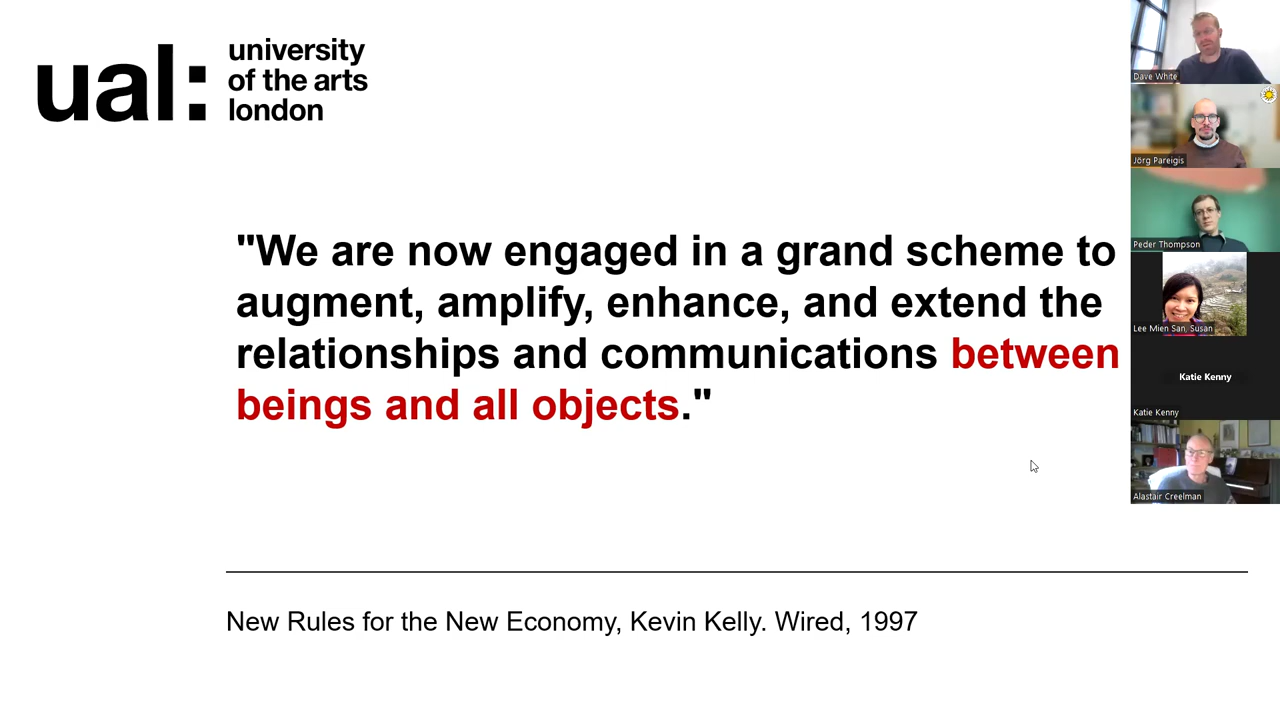 ual:
university
of the arts
london
"We are now engaged in a grand scheme to
augment, amplify, enhance, and extend the
relationships and communications between
beings and all objects."
New Rules for the New Economy, Kevin Kelly. Wired, 1997
Dave White
Jörg Pareigis
Peder Thompson
Lee Mien San, Susan
Katie Kenny
Katie Kenny
Alastair Creelman